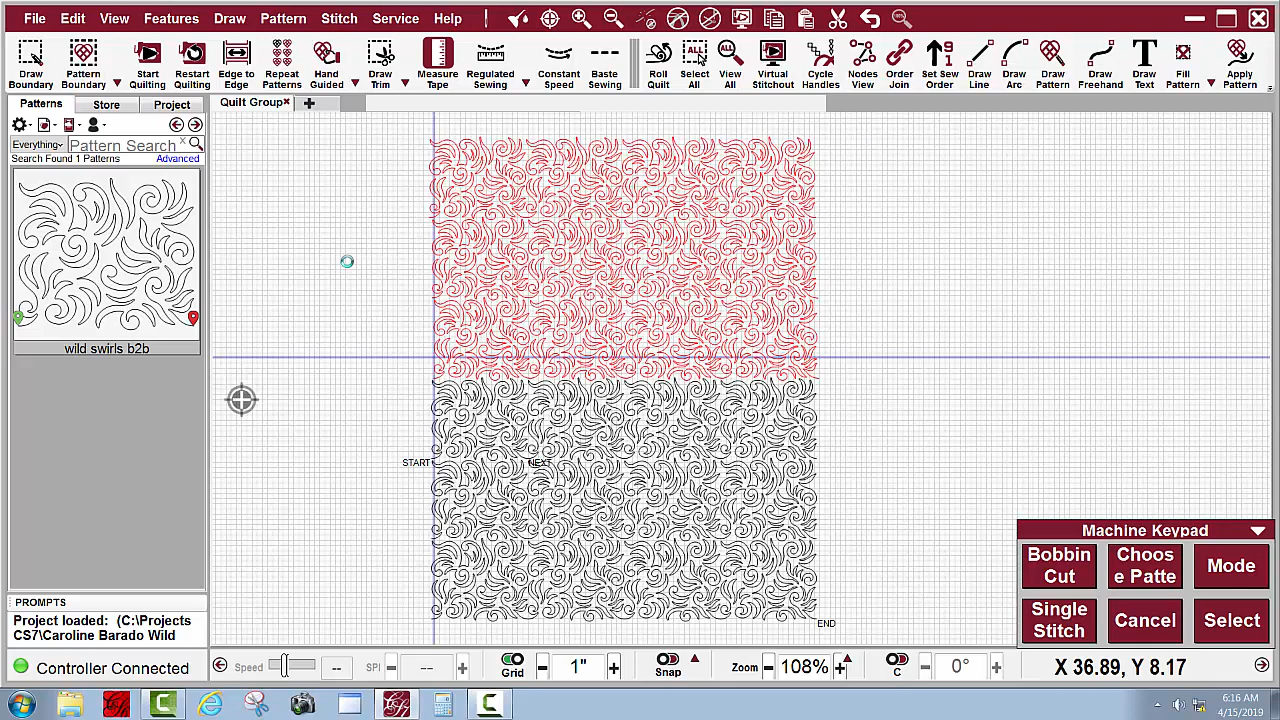 File Edit View Features Draw Pattern Stitch Service Help
Draw Boundary
Pattern Boundary
Start Quilting
Restart Quilting
Edge to Edge
Repeat Patterns
Hand Guided
Draw Trim
Measure Tape
Regulated Sewing
Constant Speed
Baste Sewing
Roll Quilt
Select All
View All
Virtual Stitchout
Cycle Handles
Nodes View
Order Join
Set Sew Order
Draw Line
Draw Arc
Draw Pattern
Draw Freehand
Draw Text
Fill Pattern
Apply Pattern
Patterns Store Project
Quilt Group
Everything Pattern Search
Search Found 1 Patterns Advanced
wild swirls b2b
START NEXT
END
Machine Keypad
Bobbin Cut
Choos e Patte
Mode
Single Stitch
Cancel
Select
PROMPTS
Project loaded: (C:\Projects
CS7\Caroline Barado Wild
Controller Connected
Speed -- SPI -- Grid 1" Snap Zoom 108% C 0° X 36.89, Y 8.17
6:16 AM
4/15/2019